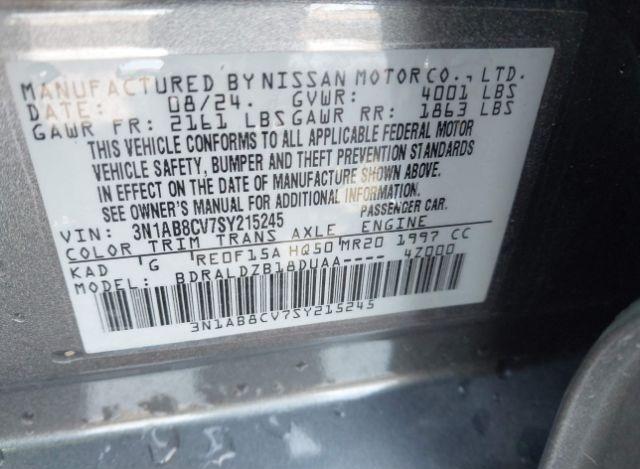 MANUFACTURED BY NISSAN MOTOR CO., LTD.
DATE: 08/24. GVWR: 4001 LBS
GAWR FR: 2161 LBS GAWR RR: 1863 LBS
THIS VEHICLE CONFORMS TO ALL APPLICABLE FEDERAL MOTOR
VEHICLE SAFETY, BUMPER AND THEFT PREVENTION STANDARDS
IN EFFECT ON THE DATE OF MANUFACTURE SHOWN ABOVE.
SEE OWNER'S MANUAL FOR ADDITIONAL INFORMATION.
VIN: 3N1AB8CV7SY215245 PASSENGER CAR.
COLOR TRIM TRANS AXLE ENGINE
KAD G RE0F15A HQ50 MR20 1997 CC
MODEL: BDRALDZB18DUAA---- 4Z000
3N1AB8CV7SY215245